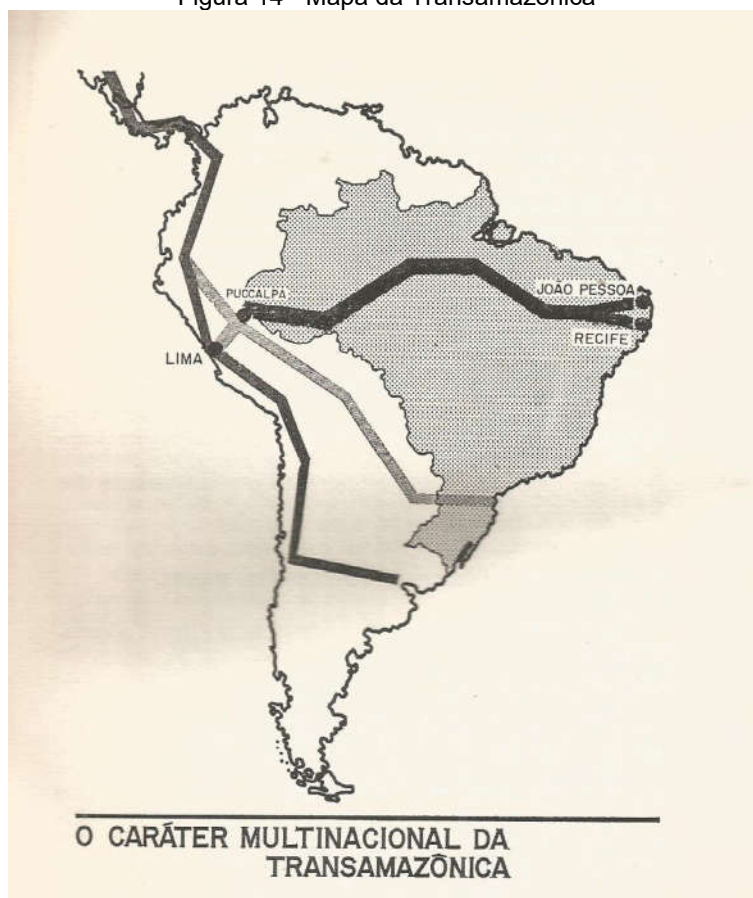 Figura 14 - Mapa da Transamazônica
PUCCALPA
JOÃO PESSOA
RECIFE
LIMA
O CARÁTER MULTINACIONAL DA
TRANSAMAZÔNICA